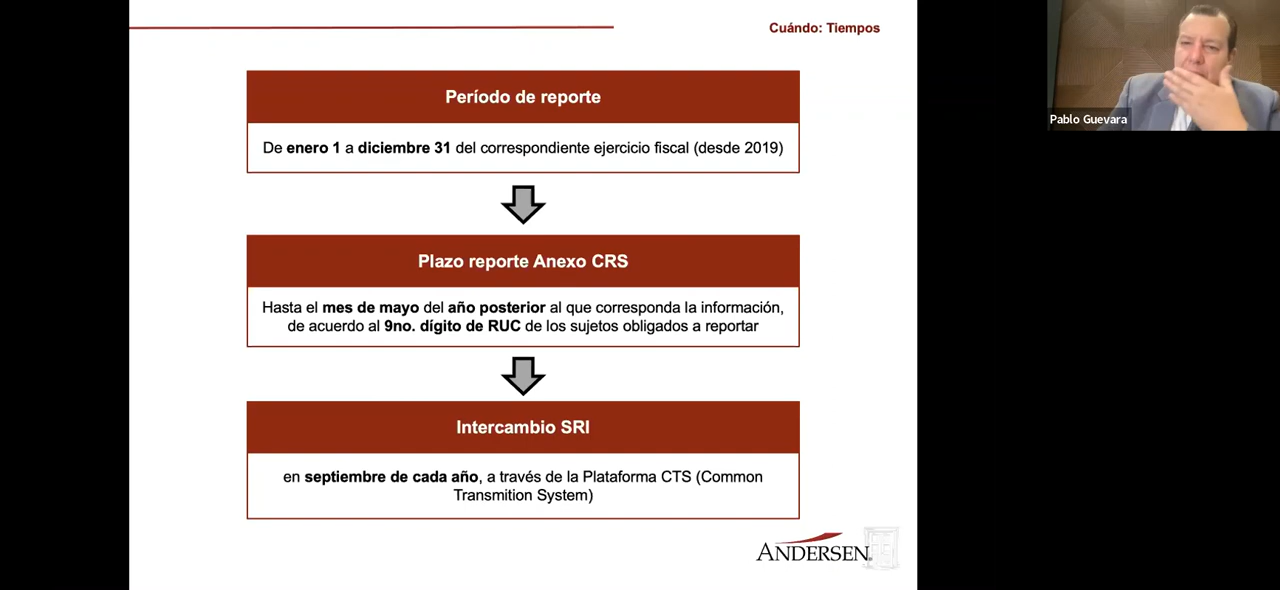 Cuándo: Tiempos
Pablo Guevara
Período de reporte
De enero 1 a diciembre 31 del correspondiente ejercicio fiscal (desde 2019)
Plazo reporte Anexo CRS
Hasta el mes de mayo del año posterior al que corresponda la información,
de acuerdo al 9no. dígito de RUC de los sujetos obligados a reportar
Intercambio SRI
en septiembre de cada año, a través de la Plataforma CTS (Common
Transmition System)
ANDERSEN